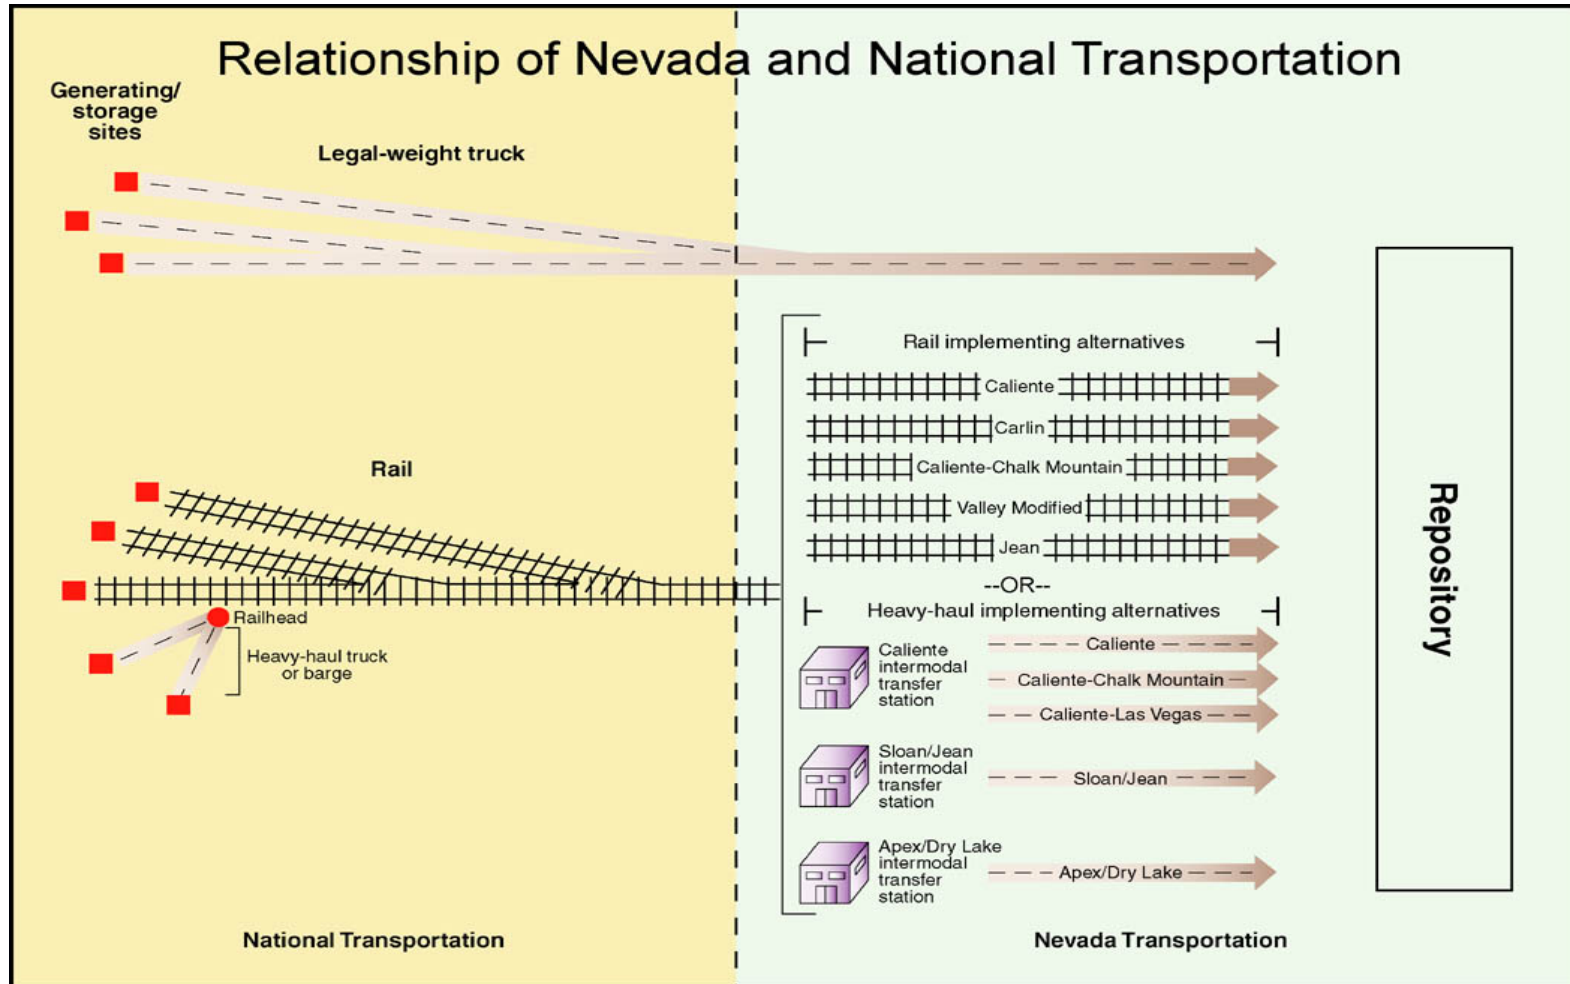 Relationship of Nevada and National Transportation
Generating/
storage
sites
Legal-weight truck
Rail
Railhead
Heavy-haul truck
or barge
National Transportation
Rail implementing alternatives
Caliente
Carlin
Caliente-Chalk Mountain
Valley Modified
Jean
--OR--
Heavy-haul implementing alternatives
Caliente
intermodal
transfer
station
Caliente
Caliente-Chalk Mountain
Caliente-Las Vegas
Sloan/Jean
intermodal
transfer
station
Sloan/Jean
Apex/Dry Lake
intermodal
transfer
station
Apex/Dry Lake
Nevada Transportation
Repository